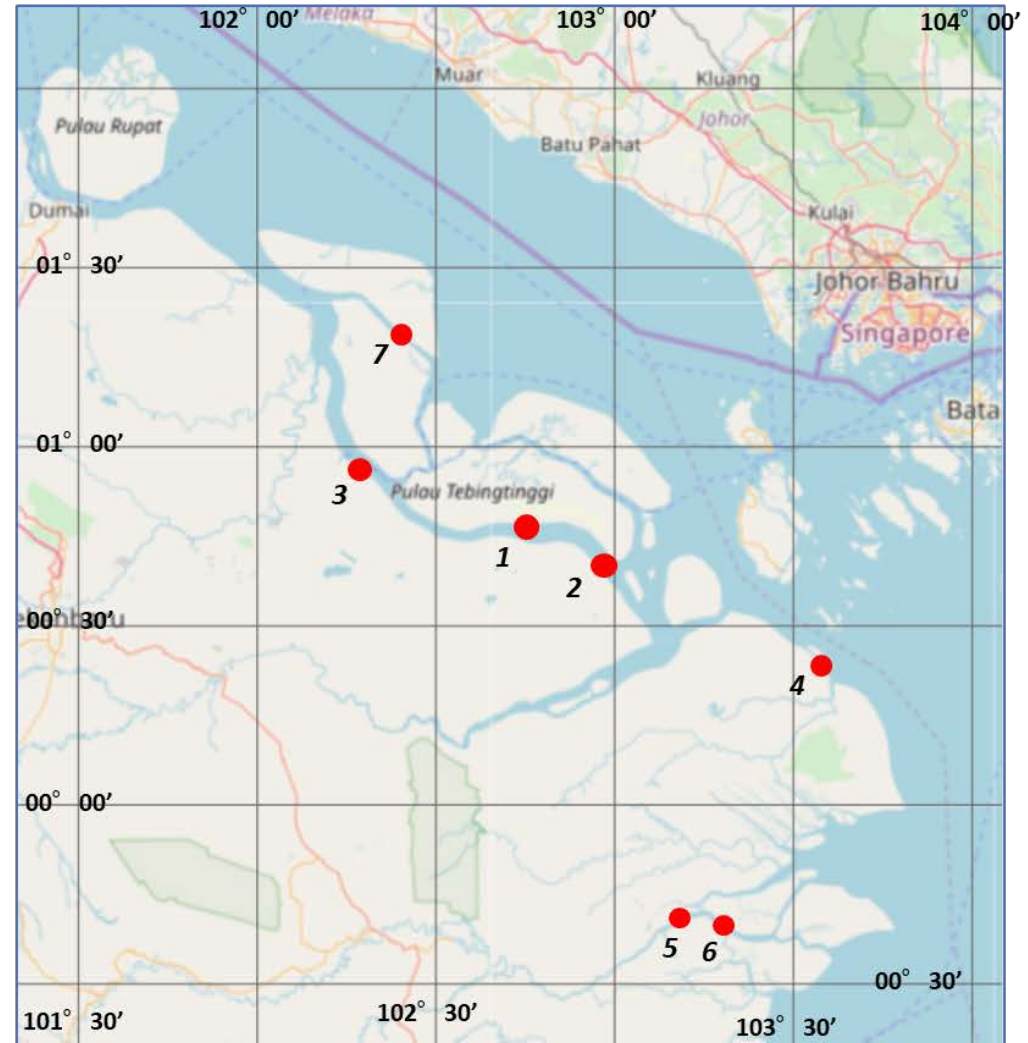 102° 00’
Melaka
103° 00’
104° 00’
Muar
Kluang
Pulau Rupat
Johor
Batu Pahat
Dumai
Kulai
01° 30’
Johor Bahru
Singapore
7
Bata
01° 00’
3
Pulau Tebingtinggi
1
2
00° 30’
4
00° 00’
5
6
00° 30’
101° 30’
102° 30’
103° 30’